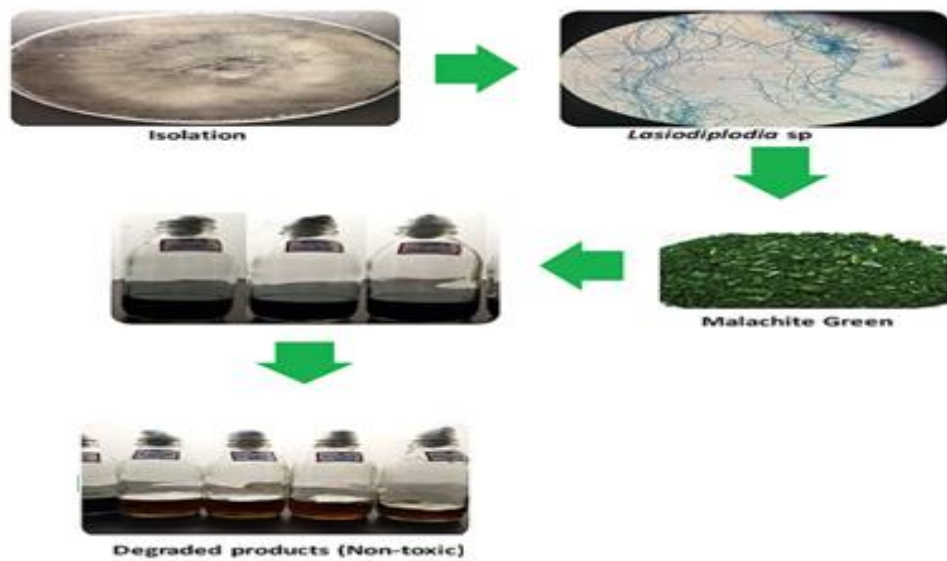 Isolation
Lasiodiplodia sp
Malachite Green
Degraded products (Non-toxic)